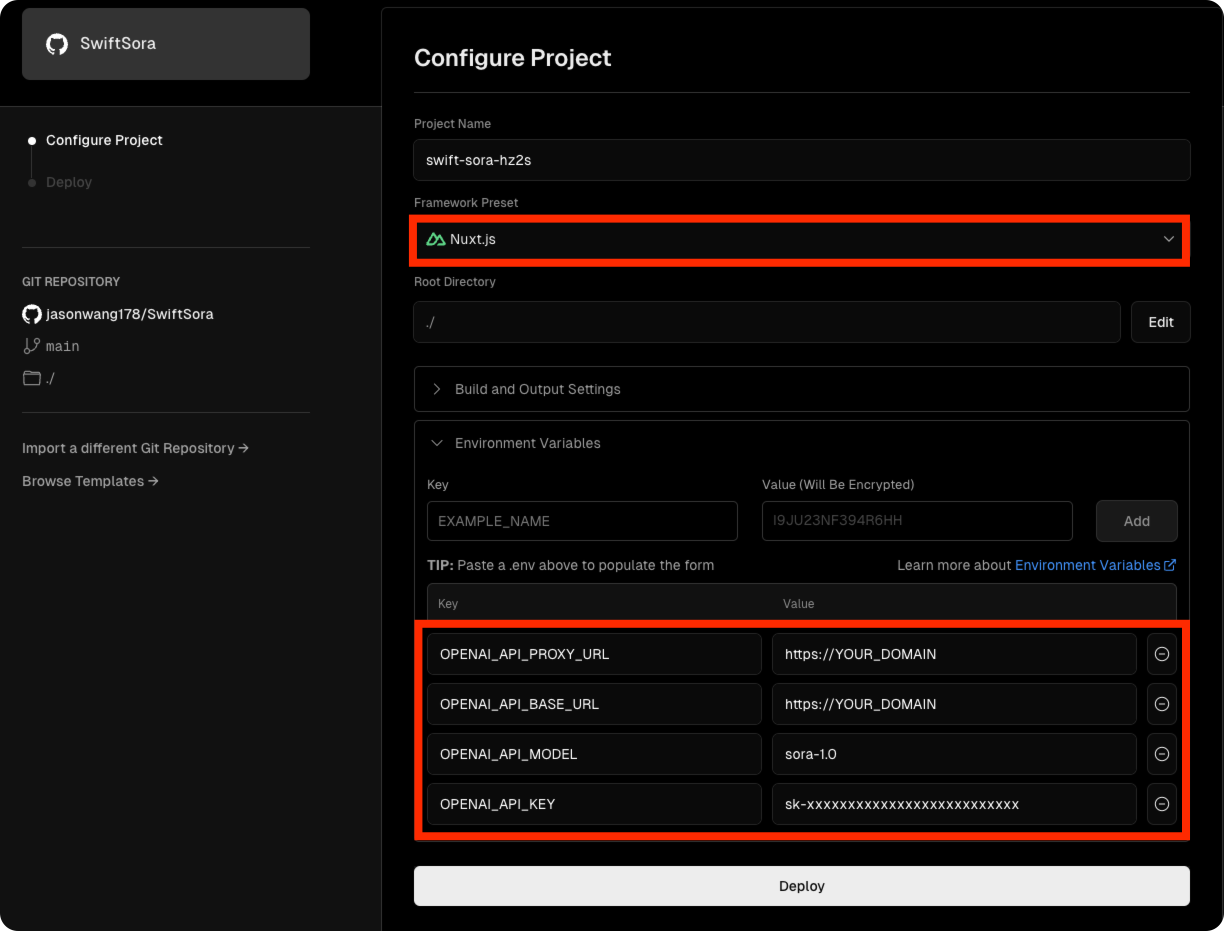 SwiftSora
Configure Project
Deploy
GIT REPOSITORY
jasonwang178/SwiftSora
main
./
Import a different Git Repository →
Browse Templates →
Configure Project
Project Name
swift-sora-hz2s
Framework Preset
Nuxt.js
Root Directory
./ Edit
Build and Output Settings
Environment Variables
Key Value (Will Be Encrypted)
EXAMPLE_NAME I9JU23NF394R6HH Add
TIP: Paste a .env above to populate the form Learn more about Environment Variables
Key Value
OPENAI_API_PROXY_URL https://YOUR_DOMAIN
OPENAI_API_BASE_URL https://YOUR_DOMAIN
OPENAI_API_MODEL sora-1.0
OPENAI_API_KEY sk-xxxxxxxxxxxxxxxxxxxxxxxxxx
Deploy